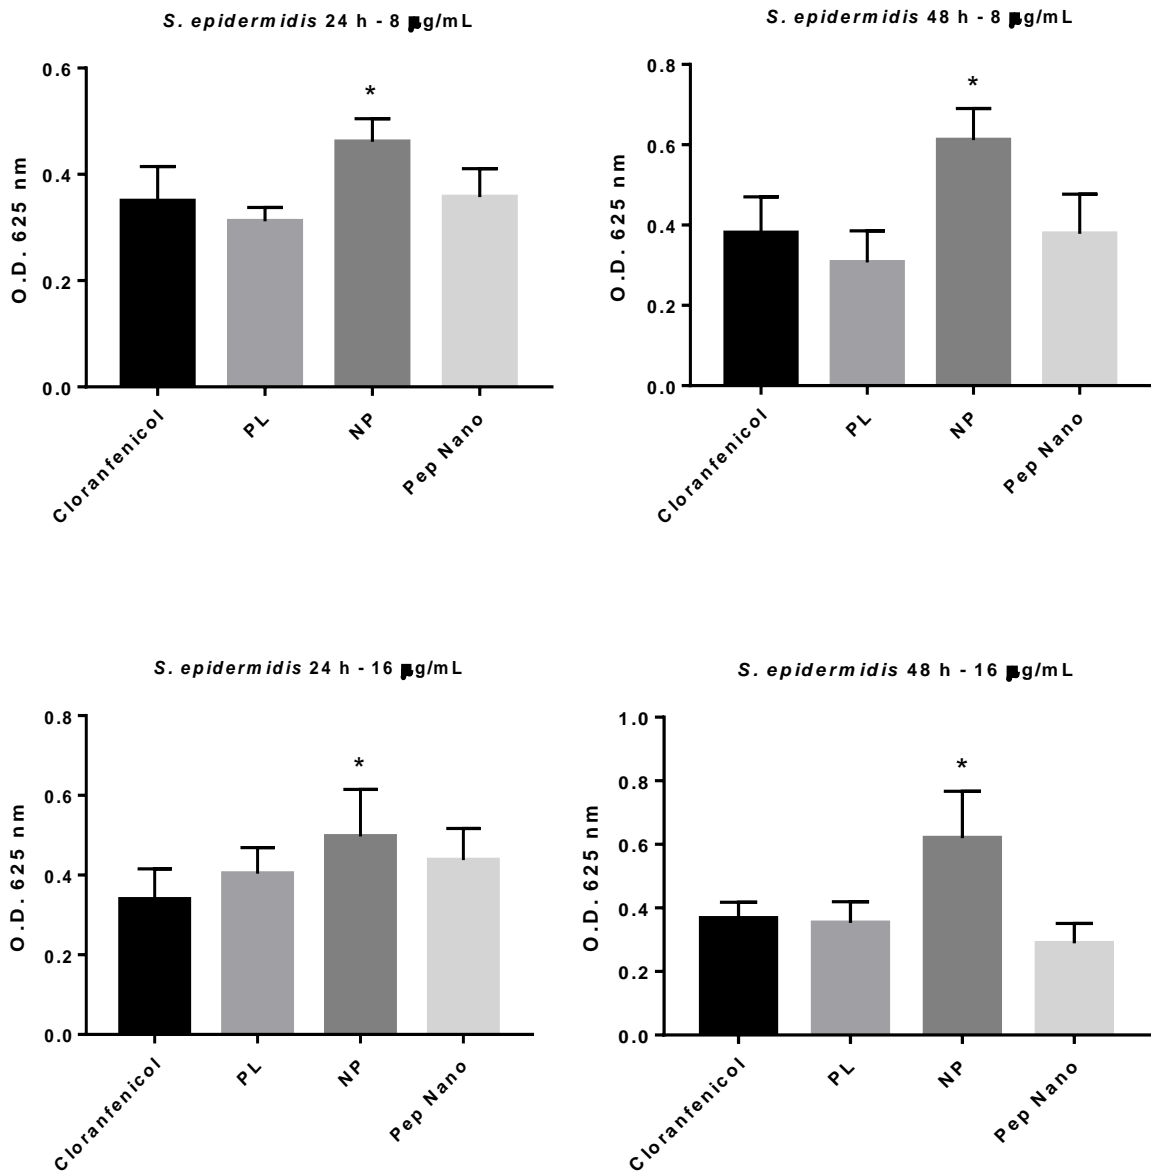 S. epidermidis 24 h - 8 µg/mL
*
0.6
0.4
0.2
0.0
O.D. 625 nm
Cloranfenicol
PL
NP
Pep Nano
S. epidermidis 48 h - 8 µg/mL
*
0.8
0.6
0.4
0.2
0.0
O.D. 625 nm
Cloranfenicol
PL
NP
Pep Nano
S. epidermidis 24 h - 16 µg/mL
*
0.8
0.6
0.4
0.2
0.0
O.D. 625 nm
Cloranfenicol
PL
NP
Pep Nano
S. epidermidis 48 h - 16 µg/mL
*
1.0
0.8
0.6
0.4
0.2
0.0
O.D. 625 nm
Cloranfenicol
PL
NP
Pep Nano